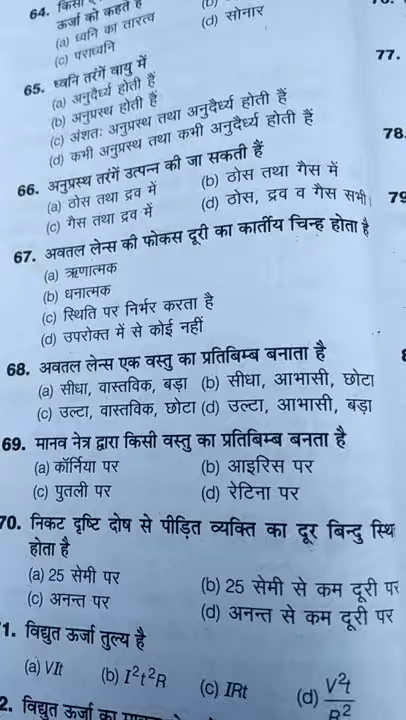 64.
ऊर्जा को कहते हैं
(a) ध्वनि का तारत्व
(d) सोनार
(c) पराध्वनि
77.
65. ध्वनि तरंगें वायु में
(a) अनुदैर्ध्य होती हैं
(b) अनुप्रस्थ होती हैं
(c) अंशतः अनुप्रस्थ तथा अनुदैर्ध्य होती हैं
(d) कभी अनुप्रस्थ तथा कभी अनुदैर्ध्य होती हैं
78.
66. अनुप्रस्थ तरंगें उत्पन्न की जा सकती हैं
(a) ठोस तथा द्रव में (b) ठोस तथा गैस में
(c) गैस तथा द्रव में (d) ठोस, द्रव व गैस सभी।
79
67. अवतल लेन्स की फोकस दूरी का कार्तीय चिन्ह होता है
(a) ऋणात्मक
(b) धनात्मक
(c) स्थिति पर निर्भर करता है
(d) उपरोक्त में से कोई नहीं
68. अवतल लेन्स एक वस्तु का प्रतिबिम्ब बनाता है
(a) सीधा, वास्तविक, बड़ा (b) सीधा, आभासी, छोटा
(c) उल्टा, वास्तविक, छोटा (d) उल्टा, आभासी, बड़ा
69. मानव नेत्र द्वारा किसी वस्तु का प्रतिबिम्ब बनता है
(a) कॉर्निया पर (b) आइरिस पर
(c) पुतली पर (d) रेटिना पर
70. निकट दृष्टि दोष से पीड़ित व्यक्ति का दूर बिन्दु
होता है
(a) 25 सेमी पर (b) 25 सेमी से कम दूरी पर
(c) अनन्त पर (d) अनन्त से कम दूरी पर
1. विद्युत ऊर्जा तुल्य है
(a) VIt (b) I²t²R (c) IRt (d) V²t/R²
2. विद्युत ऊर्जा का